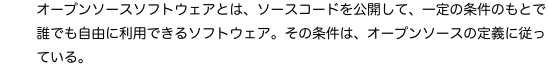 オープンソースソフトウェアとは、ソースコードを公開して、一定の条件のもとで
誰でも自由に利用できるソフトウェア。その条件は、オープンソースの定義に従っ
ている。